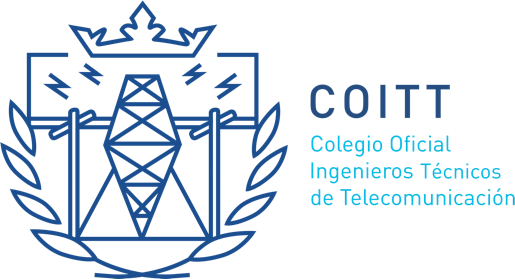 COITT
Colegio Oficial
Ingenieros Técnicos
de Telecomunicación